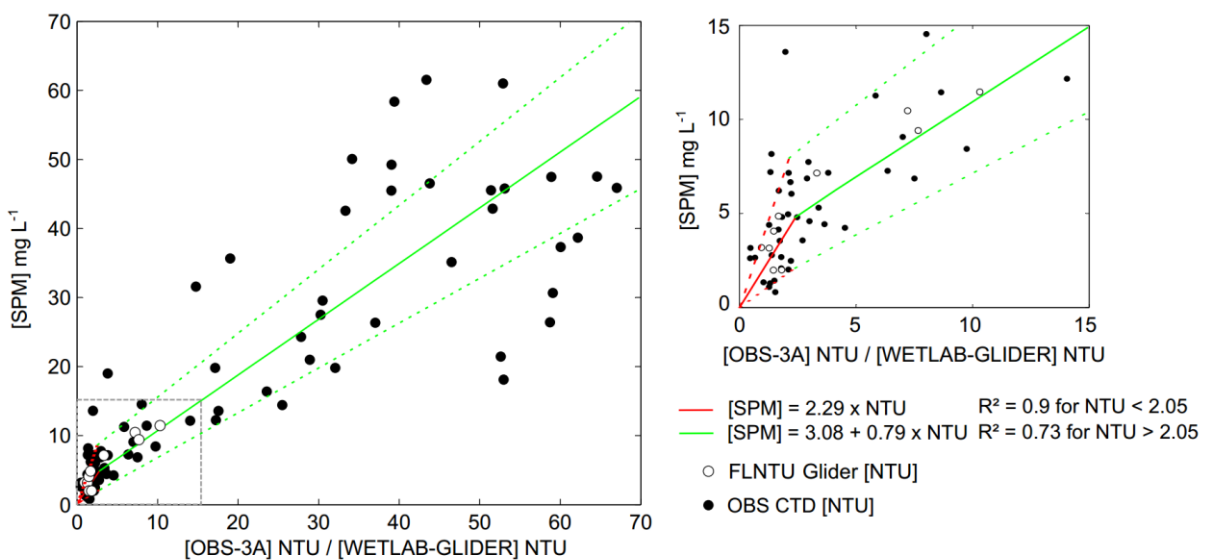 70
60
50
40
30
20
10
0
[SPM] mg L⁻¹
0 10 20 30 40 50 60 70
[OBS-3A] NTU / [WETLAB-GLIDER] NTU
15
10
5
0
[SPM] mg L⁻¹
0 5 10 15
[OBS-3A] NTU / [WETLAB-GLIDER] NTU
[SPM] = 2.29 x NTU R² = 0.9 for NTU < 2.05
[SPM] = 3.08 + 0.79 x NTU R² = 0.73 for NTU > 2.05
FLNTU Glider [NTU]
OBS CTD [NTU]